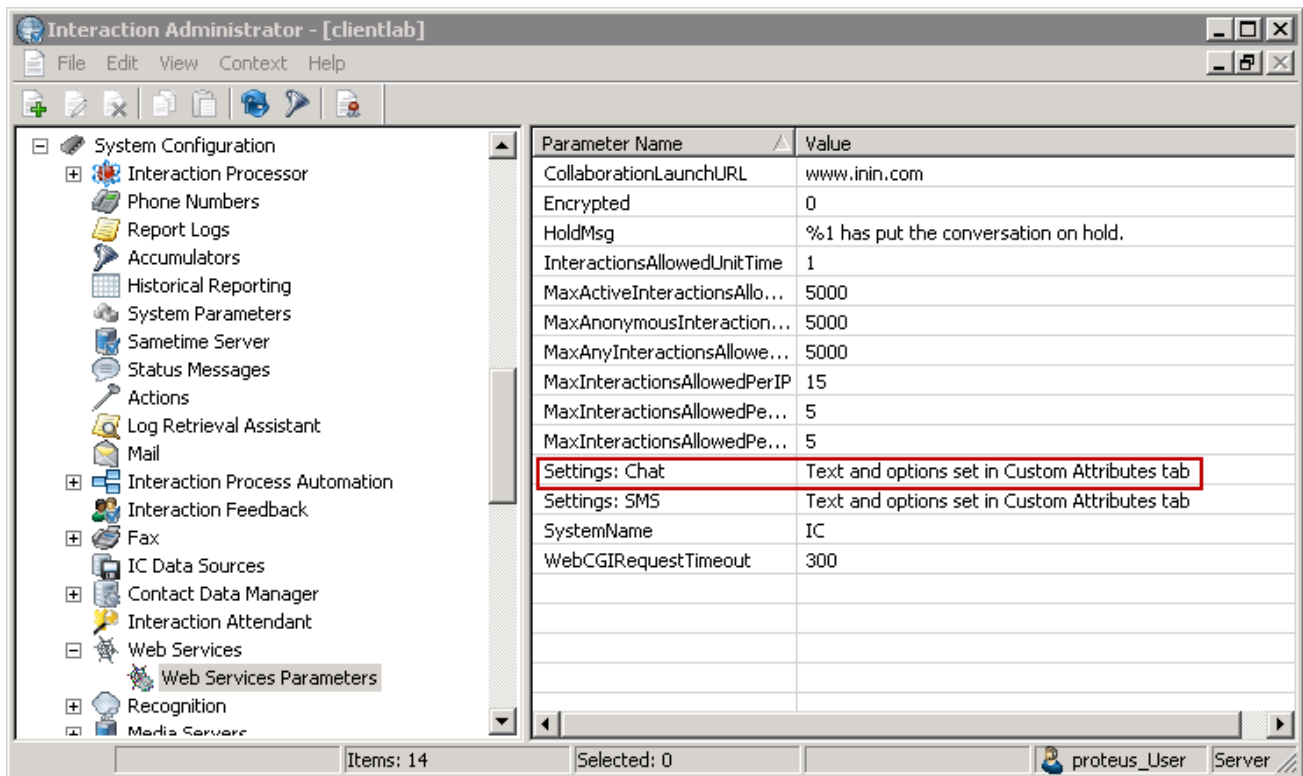 Interaction Administrator - [clientlab]
File Edit View Context Help
System Configuration
Interaction Processor
Phone Numbers
Report Logs
Accumulators
Historical Reporting
System Parameters
Sametime Server
Status Messages
Actions
Log Retrieval Assistant
Mail
Interaction Process Automation
Interaction Feedback
Fax
IC Data Sources
Contact Data Manager
Interaction Attendant
Web Services
Web Services Parameters
Recognition
Media Servers
Parameter Name Value
CollaborationLaunchURL www.inin.com
Encrypted 0
HoldMsg %1 has put the conversation on hold.
InteractionsAllowedUnitTime 1
MaxActiveInteractionsAllo... 5000
MaxAnonymousInteraction... 5000
MaxAnyInteractionsAllowe... 5000
MaxInteractionsAllowedPerIP 15
MaxInteractionsAllowedPe... 5
MaxInteractionsAllowedPe... 5
Settings: Chat Text and options set in Custom Attributes tab
Settings: SMS Text and options set in Custom Attributes tab
SystemName IC
WebCGIRequestTimeout 300
Items: 14 Selected: 0 proteus_User Server